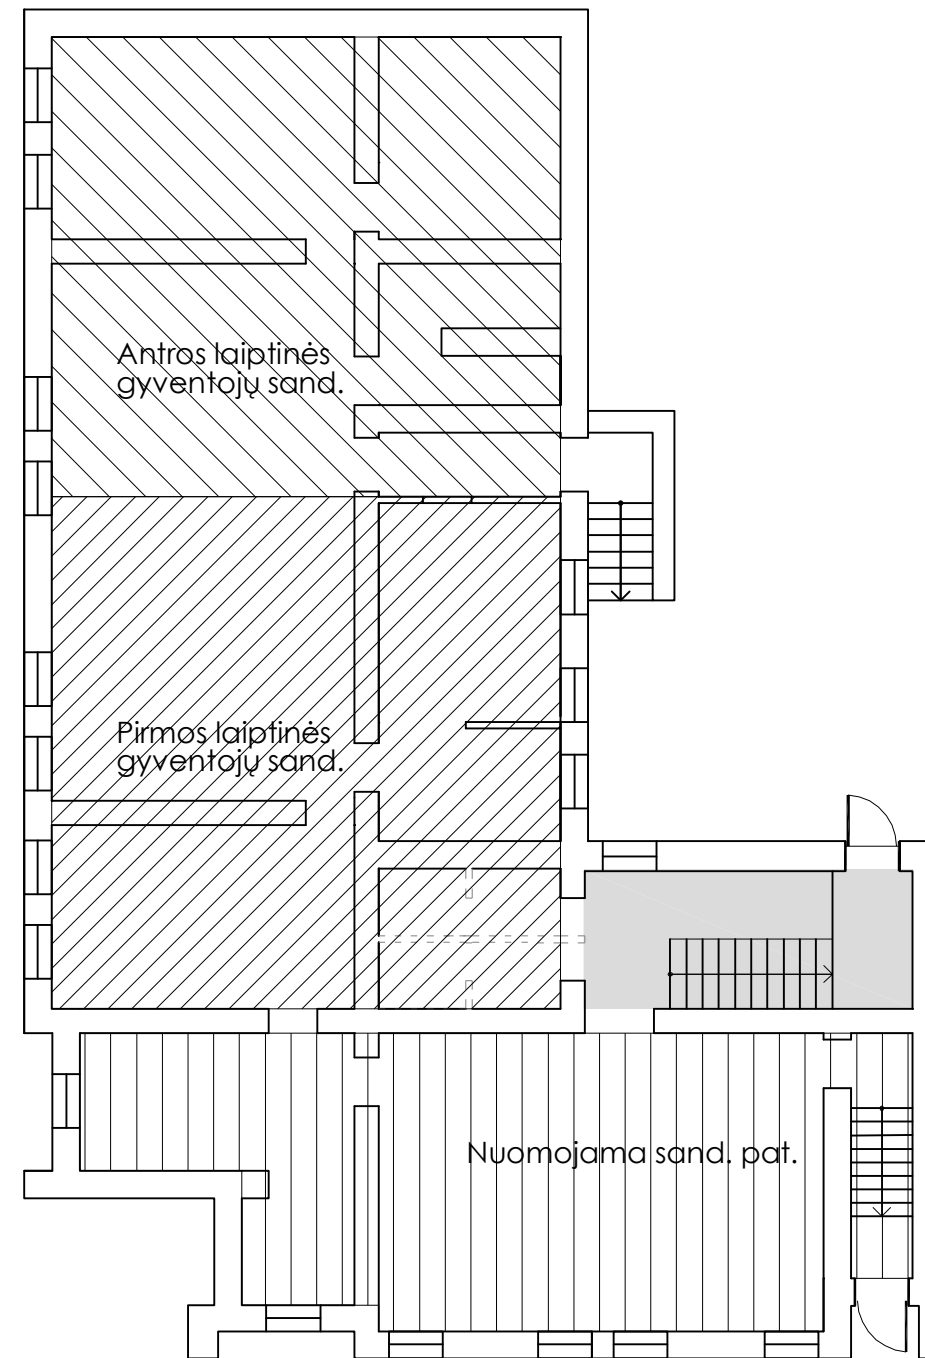 Antros laiptinės
gyventojų sand.
Pirmos laiptinės
gyventojų sand.
Nuomojama sand. pat.